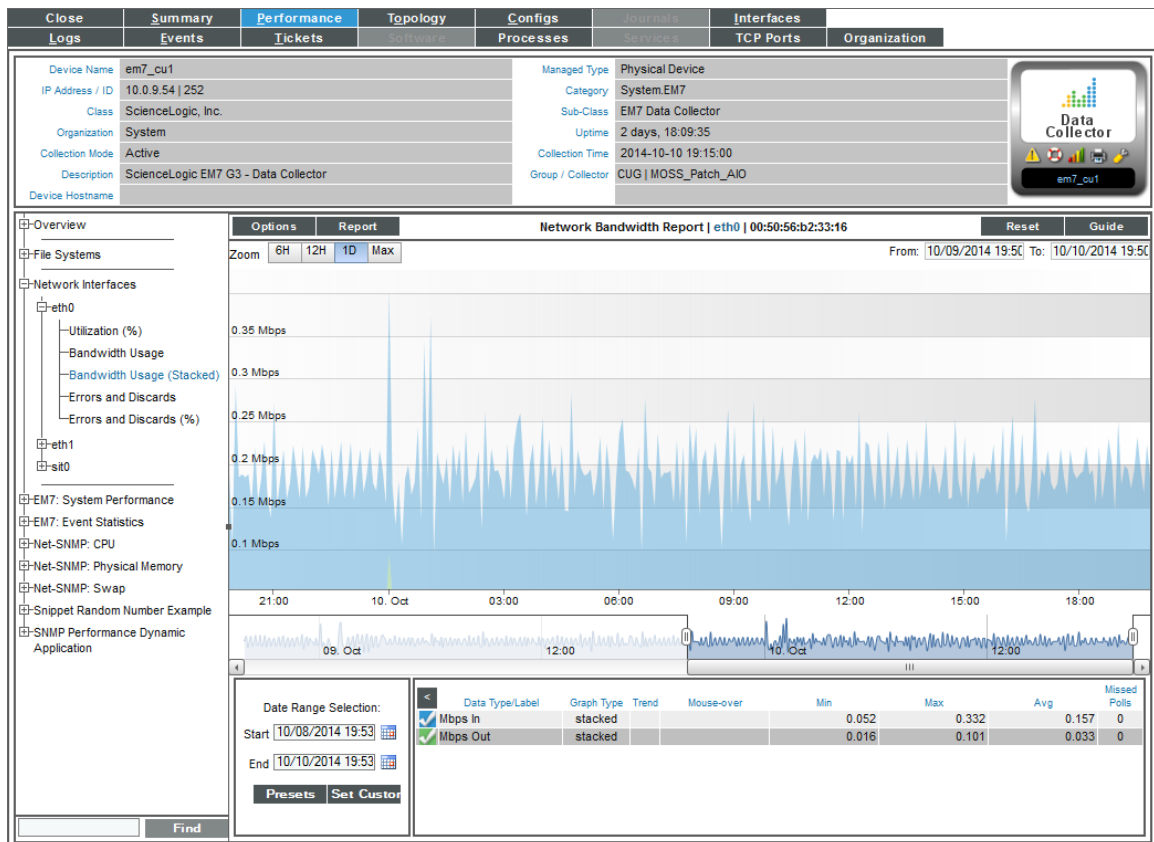 Close Summary Performance Topology Configs Journals Interfaces
Logs Events Tickets Software Processes Services TCP Ports Organization
Device Name em7_cu1 Managed Type Physical Device
IP Address / ID 10.0.9.54 | 252 Category System.EM7
Class ScienceLogic, Inc. Sub-Class EM7 Data Collector
Organization System Uptime 2 days, 18:09:35
Collection Mode Active Collection Time 2014-10-10 19:15:00
Description ScienceLogic EM7 G3 - Data Collector Group / Collector CUG | MOSS_Patch_AIO
Device Hostname
Data
Collector
em7_cu1
Overview
File Systems
Network Interfaces
eth0
Utilization (%)
Bandwidth Usage
Bandwidth Usage (Stacked)
Errors and Discards
Errors and Discards (%)
eth1
sit0
EM7: System Performance
EM7: Event Statistics
Net-SNMP: CPU
Net-SNMP: Physical Memory
Net-SNMP: Swap
Snippet Random Number Example
SNMP Performance Dynamic
Application
Find
Options Report Network Bandwidth Report | eth0 | 00:50:56:b2:33:16 Reset Guide
Zoom 6H 12H 1D Max From: 10/09/2014 19:50 To: 10/10/2014 19:50
0.35 Mbps
0.3 Mbps
0.25 Mbps
0.2 Mbps
0.15 Mbps
0.1 Mbps
21:00 10. Oct 03:00 06:00 09:00 12:00 15:00 18:00
09. Oct 12:00 10. Oct 12:00
Date Range Selection:
Start 10/08/2014 19:53
End 10/10/2014 19:53
Presets Set Custor
< Data Type/Label Graph Type Trend Mouse-over Min Max Avg Missed Polls
Mbps In stacked 0.052 0.332 0.157 0
Mbps Out stacked 0.016 0.101 0.033 0